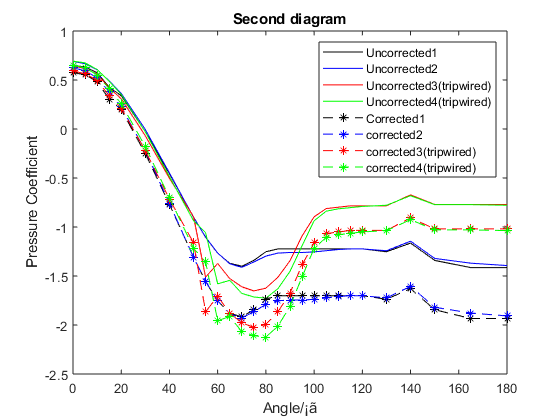 Second diagram
Pressure Coefficient
1
0.5
0
-0.5
-1
-1.5
-2
-2.5
Uncorrected1
Uncorrected2
Uncorrected3(tripwired)
Uncorrected4(tripwired)
Corrected1
corrected2
corrected3(tripwired)
corrected4(tripwired)
0 20 40 60 80 100 120 140 160 180
Angle/¡ã